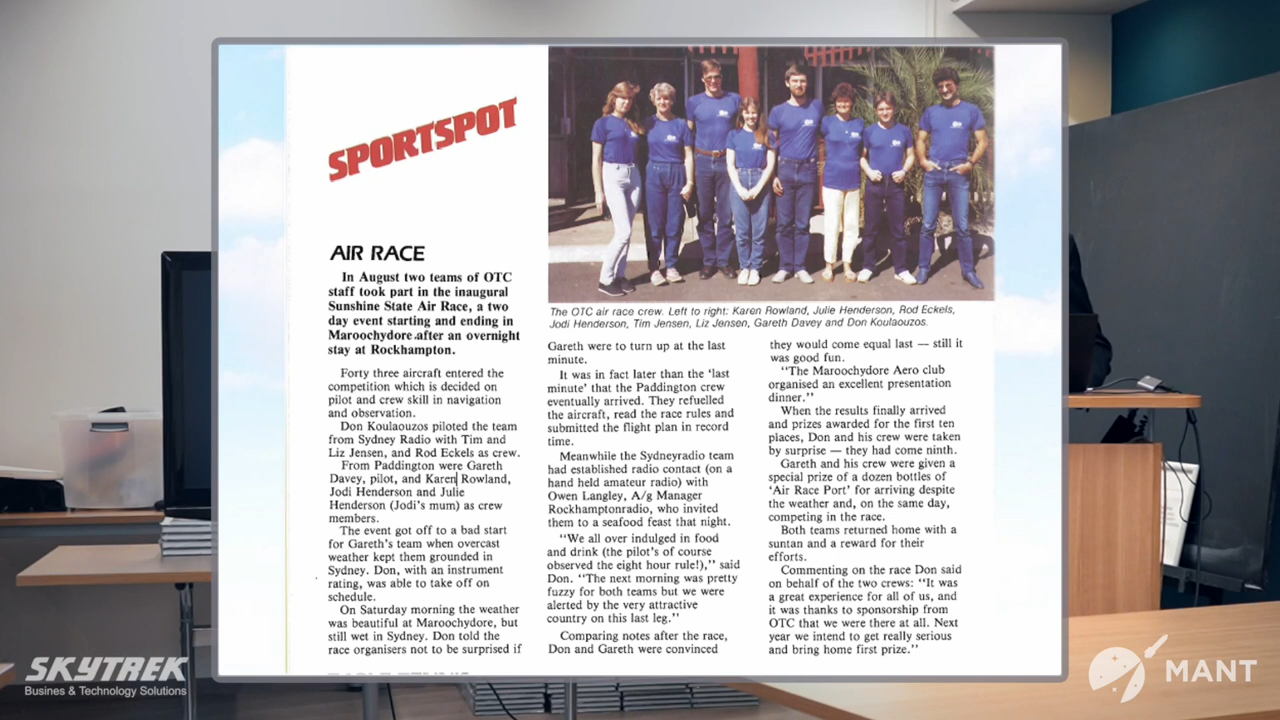 SPORTSPOT
AIR RACE
In August two teams of OTC
staff took part in the inaugural
Sunshine State Air Race, a two
day event starting and ending in
Maroochydore after an overnight
stay at Rockhampton.
Forty three aircraft entered the
competition which is decided on
pilot and crew skill in navigation
and observation.
Don Koulaouzos piloted the team
from Sydney Radio with Tim and
Liz Jensen, and Rod Eckels as crew.
From Paddington were Gareth
Davey, pilot, and Karen Rowland,
Jodi Henderson and Julie
Henderson (Jodi's mum) as crew
members.
The event got off to a bad start
for Gareth's team when overcast
weather kept them grounded in
Sydney. Don, with an instrument
rating, was able to take off on
schedule.
On Saturday morning the weather
was beautiful at Maroochydore, but
still wet in Sydney. Don told the
race organisers not to be surprised if
The OTC air race crew. Left to right: Karen Rowland, Julie Henderson, Rod Eckels,
Jodi Henderson, Tim Jensen, Liz Jensen, Gareth Davey and Don Koulaouzos.
Gareth were to turn up at the last
minute.
It was in fact later than the 'last
minute' that the Paddington crew
eventually arrived. They refuelled
the aircraft, read the race rules and
submitted the flight plan in record
time.
Meanwhile the Sydneyradio team
had established radio contact (on a
hand held amateur radio) with
Owen Langley, A/g Manager
Rockhamptonradio, who invited
them to a seafood feast that night.
"We all over indulged in food
and drink (the pilot's of course
observed the eight hour rule!)," said
Don. "The next morning was pretty
fuzzy for both teams but we were
alerted by the very attractive
country on this last leg."
Comparing notes after the race,
Don and Gareth were convinced
they would come equal last — still it
was good fun.
"The Maroochydore Aero club
organised an excellent presentation
dinner."
When the results finally arrived
and prizes awarded for the first ten
places, Don and his crew were taken
by surprise — they had come ninth.
Gareth and his crew were given a
special prize of a dozen bottles of
'Air Race Port' for arriving despite
the weather and, on the same day,
competing in the race.
Both teams returned home with a
suntan and a reward for their
efforts.
Commenting on the race Don said
on behalf of the two crews: "It was
a great experience for all of us, and
it was thanks to sponsorship from
OTC that we were there at all. Next
year we intend to get really serious
and bring home first prize."
SKYTREK
Busines & Technology Solutions
MANT